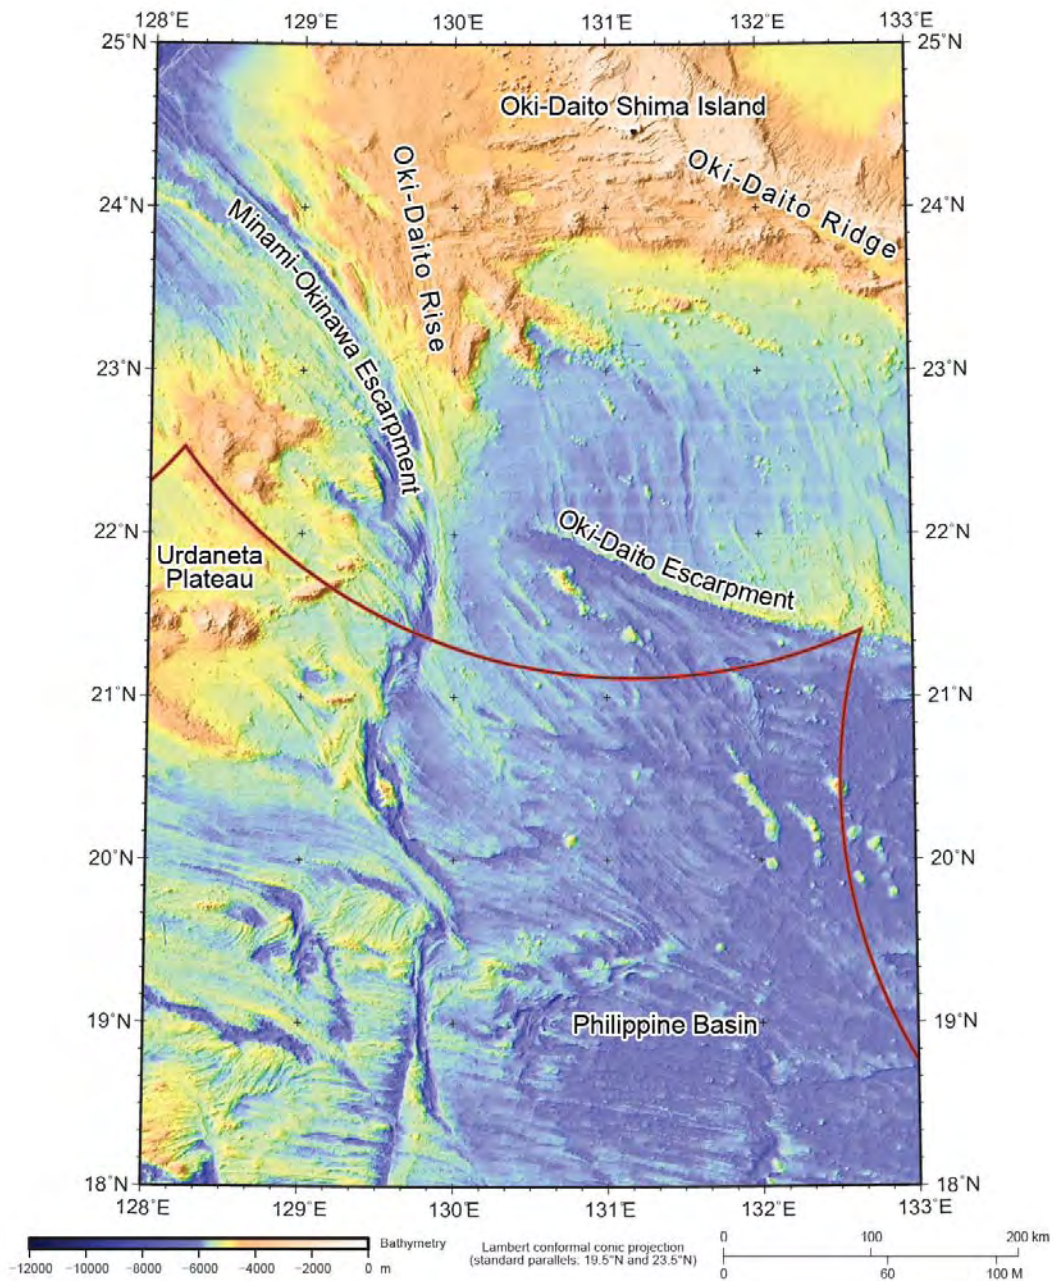 128°E 129°E 130°E 131°E 132°E 133°E
25°N 25°N
Oki-Daito Shima Island
Oki-Daito Ridge
Oki-Daito Rise
24°N 24°N
Minami-Okinawa Escarpment
23°N 23°N
22°N 22°N
Oki-Daito Escarpment
Urdaneta
Plateau
21°N 21°N
20°N 20°N
19°N 19°N
Philippine Basin
18°N 18°N
128°E 129°E 130°E 131°E 132°E 133°E
Bathymetry
−12000 −10000 −8000 −6000 −4000 −2000 0 m
Lambert conformal conic projection
(standard parallels: 19.5°N and 23.5°N)
0 100 200 km
0 60 100 M